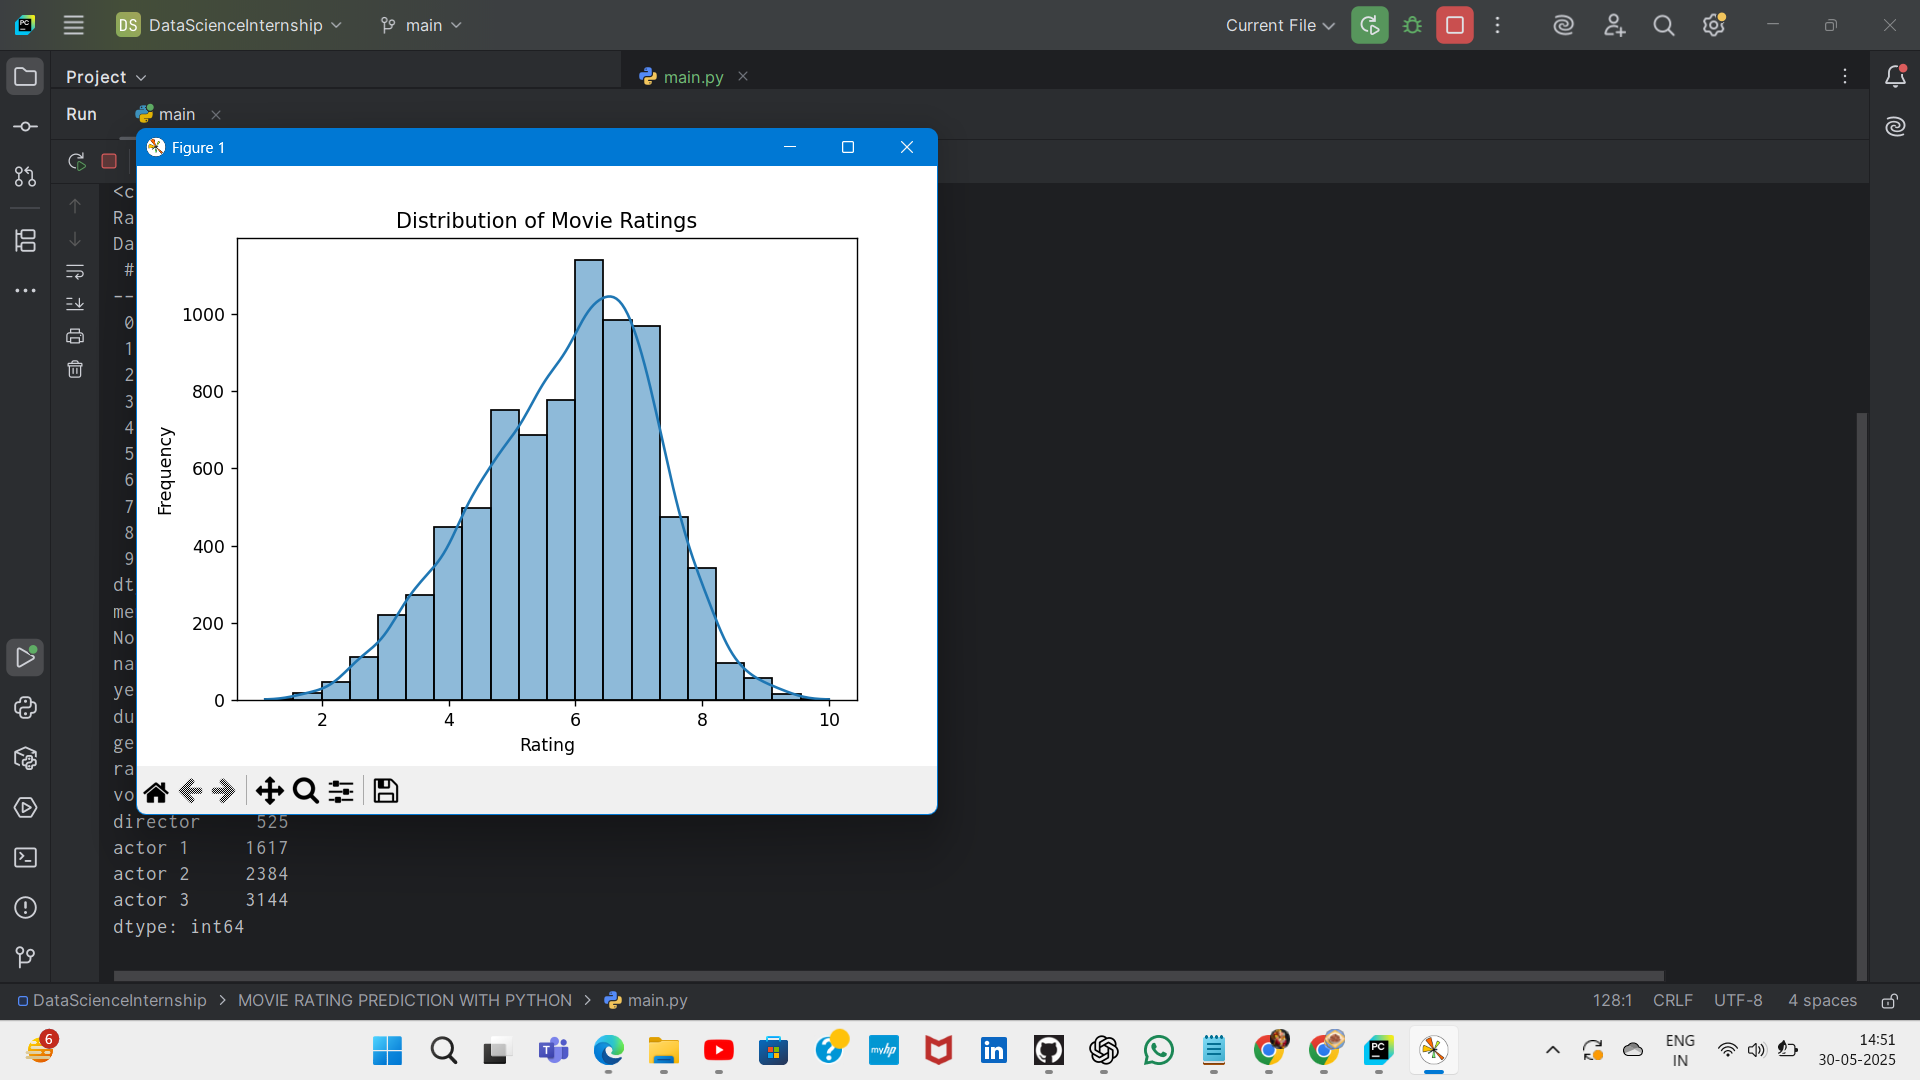 DS DataScienceInternship main Current File
Project main.py
Run main
Figure 1
<c
Ra
Da
#
--
0
1
2
3
4
5
6
7
8
9
dt
me
No
na
ye
du
ge
ra
vo
Distribution of Movie Ratings
1000
800
600
400
200
0
Frequency
2 4 6 8 10
Rating
director 525
actor 1 1617
actor 2 2384
actor 3 3144
dtype: int64
DataScienceInternship > MOVIE RATING PREDICTION WITH PYTHON > main.py 128:1 CRLF UTF-8 4 spaces
6
ENG
IN
14:51
30-05-2025
PC
myhp
in
PC